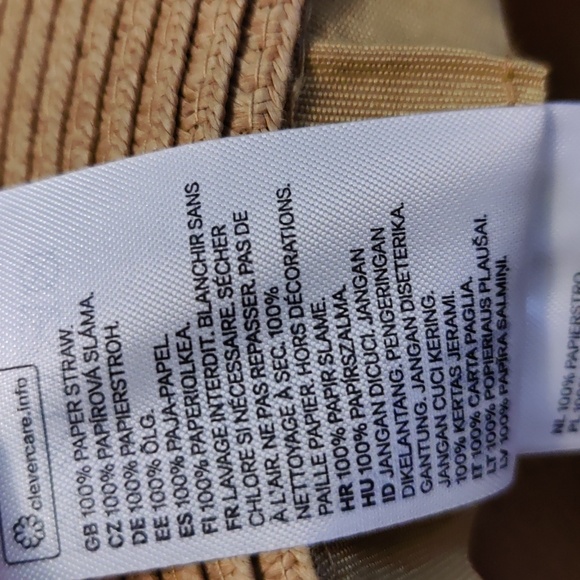 clevercare.info
GB 100% PAPER STRAW.
CZ 100% PAPÍROVÁ SLÁMA.
DE 100% PAPIERSTROH.
EE 100% ÕLG.
ES 100% PAJA-PAPEL.
FI 100% PAPERIOLKEA.
FR LAVAGE INTERDIT. BLANCHIR SANS
CHLORE SI NÉCESSAIRE. SÉCHER
À L'AIR. NE PAS REPASSER. PAS DE
NETTOYAGE À SEC. 100%
PAILLE PAPIER. HORS DÉCORATIONS.
HR 100% PAPIR SLAME.
HU 100% PAPÍRSZALMA.
ID JANGAN DICUCI. JANGAN
DIKELANTANG. PENGERINGAN
GANTUNG. JANGAN DISETERIKA.
JANGAN CUCI KERING.
100% KERTAS JERAMI.
IT 100% CARTA PAGLIA.
LT 100% POPIERIAUS PLAUŠAI.
LV 100% PAPĪRA SALMIŅI.
NL 100% PAPIERSTRO